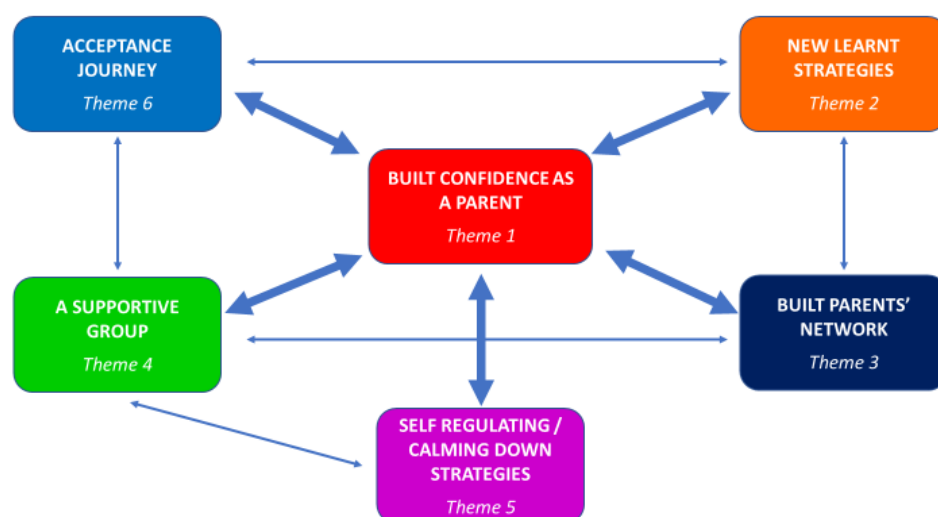 ACCEPTANCE
JOURNEY
Theme 6
NEW LEARNT
STRATEGIES
Theme 2
BUILT CONFIDENCE AS
A PARENT
Theme 1
A SUPPORTIVE
GROUP
Theme 4
BUILT PARENTS’
NETWORK
Theme 3
SELF REGULATING /
CALMING DOWN
STRATEGIES
Theme 5